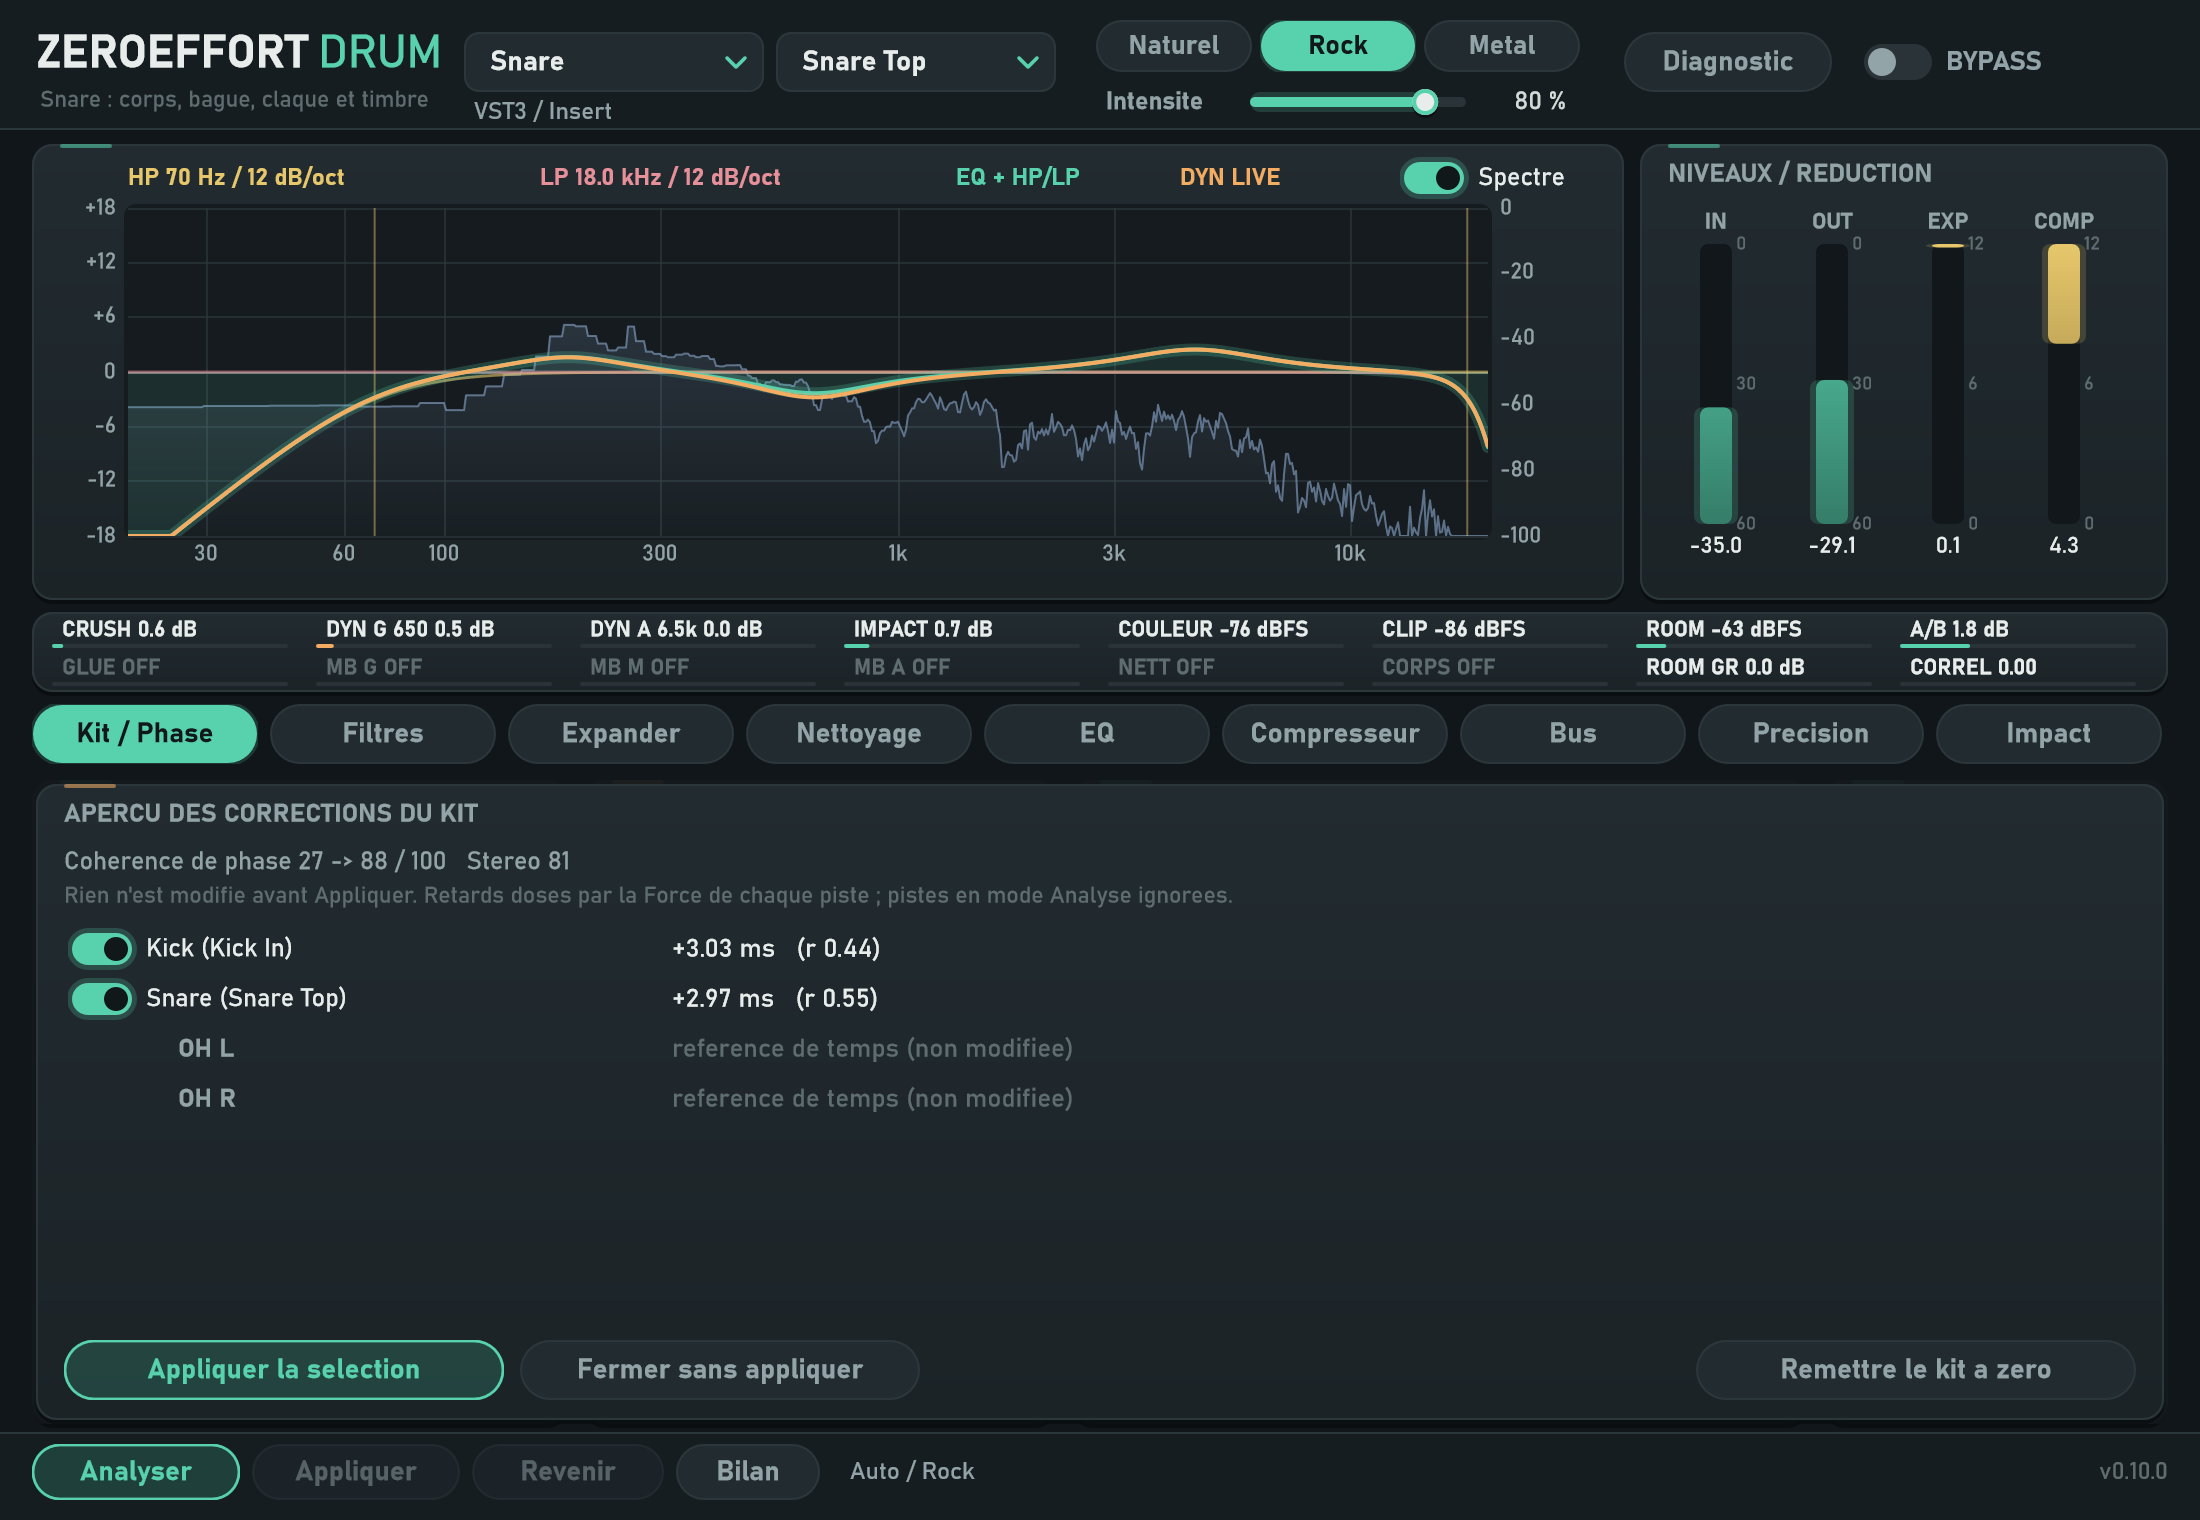 ZEROEFFORT DRUM
Snare : corps, bague, claque et timbre
Snare
VST3 / Insert
Snare Top
Naturel
Rock
Metal
Intensite
80 %
Diagnostic
BYPASS
HP 70 Hz / 12 dB/oct
LP 18.0 kHz / 12 dB/oct
EQ + HP/LP
DYN LIVE
Spectre
+18
+12
+6
0
-6
-12
-18
0
-20
-40
-60
-80
-100
30
60
100
300
1k
3k
10k
NIVEAUX / REDUCTION
IN
OUT
EXP
COMP
0
30
60
0
30
60
12
6
0
12
6
0
-35.0
-29.1
0.1
4.3
CRUSH 0.6 dB
DYN G 650 0.5 dB
DYN A 6.5k 0.0 dB
IMPACT 0.7 dB
COULEUR -76 dBFS
CLIP -86 dBFS
ROOM -63 dBFS
A/B 1.8 dB
GLUE OFF
MB G OFF
MB M OFF
MB A OFF
NETT OFF
CORPS OFF
ROOM GR 0.0 dB
CORREL 0.00
Kit / Phase
Filtres
Expander
Nettoyage
EQ
Compresseur
Bus
Precision
Impact
APERCU DES CORRECTIONS DU KIT
Coherence de phase 27 -> 88 / 100 Stereo 81
Rien n'est modifie avant Appliquer. Retards doses par la Force de chaque piste ; pistes en mode Analyse ignorees.
Kick (Kick In)
+3.03 ms (r 0.44)
Snare (Snare Top)
+2.97 ms (r 0.55)
OH L
reference de temps (non modifiee)
OH R
reference de temps (non modifiee)
Appliquer la selection
Fermer sans appliquer
Remettre le kit a zero
Analyser
Appliquer
Revenir
Bilan
Auto / Rock
v0.10.0